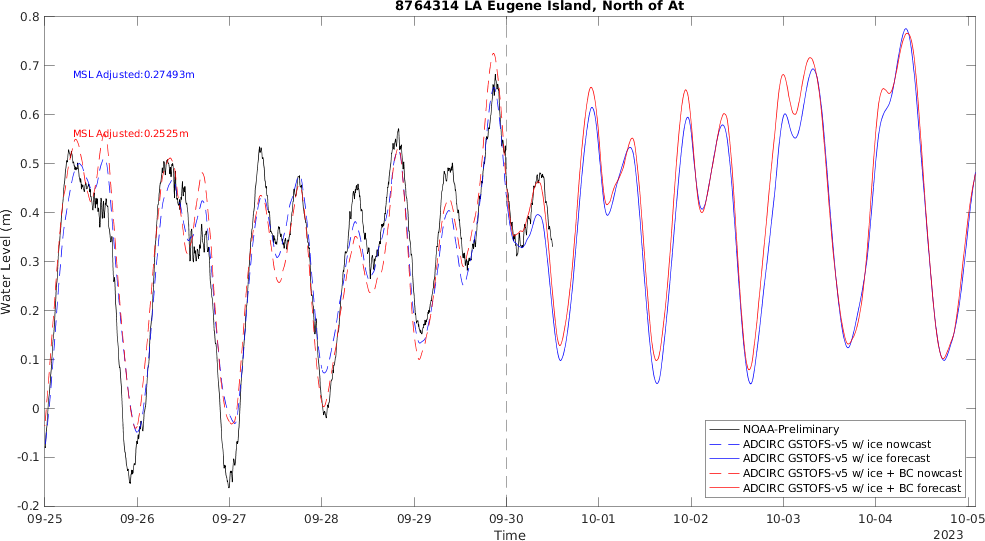 8764314 LA Eugene Island, North of At
0.8
0.7
0.6
0.5
0.4
0.3
0.2
0.1
0
-0.1
-0.2
Water Level (m)
MSL Adjusted:0.27493m
MSL Adjusted:0.2525m
NOAA-Preliminary
ADCIRC GSTOFS-v5 w/ ice nowcast
ADCIRC GSTOFS-v5 w/ ice forecast
ADCIRC GSTOFS-v5 w/ ice + BC nowcast
ADCIRC GSTOFS-v5 w/ ice + BC forecast
09-25 09-26 09-27 09-28 09-29 09-30 10-01 10-02 10-03 10-04 10-05
Time
2023